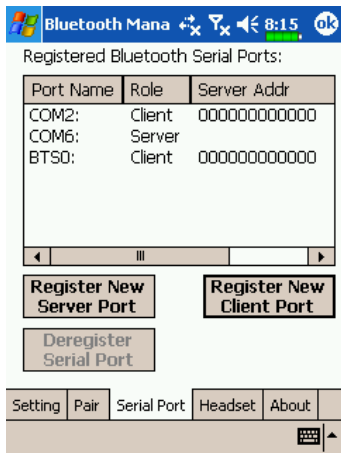 Bluetooth Mana 8:15 ok
Registered Bluetooth Serial Ports:
Port Name Role Server Addr
COM2: Client 000000000000
COM6: Server
BTS0: Client 000000000000
Register New
Server Port
Register New
Client Port
Deregister
Serial Port
Setting Pair Serial Port Headset About